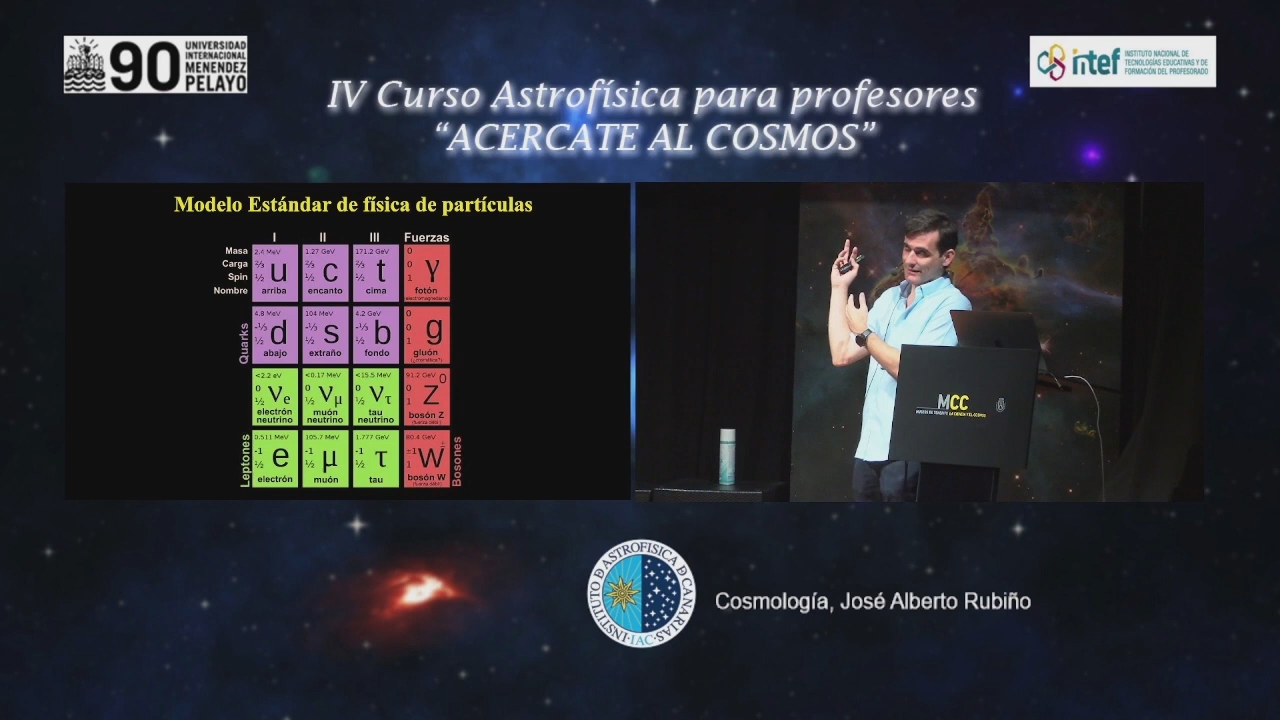 90
UNIVERSIDAD
INTERNACIONAL
MENENDEZ
PELAYO
intef
INSTITUTO NACIONAL DE
TECNOLOGÍAS EDUCATIVAS Y DE
FORMACIÓN DEL PROFESORADO
IV Curso Astrofísica para profesores
“ACERCATE AL COSMOS”
Modelo Estándar de física de partículas
I II III Fuerzas
Masa 2.4 MeV 1.27 GeV 171.2 GeV 0
Carga ⅔ ⅔ ⅔ 0
Spin ½ u ½ c ½ t 1 γ
Nombre arriba encanto cima fotón
Quarks
4.8 MeV 104 MeV 4.2 GeV 0
-⅓ -⅓ -⅓ 0
½ d ½ s ½ b 1 g
abajo extraño fondo gluón
<2.2 eV <0.17 MeV <15.5 MeV 91.2 GeV
0 0 0 0
½ νe ½ νμ ½ ντ 1 Z0
electrón muón tau bosón Z
neutrino neutrino neutrino
Leptones
0.511 MeV 105.7 MeV 1.777 GeV 80.4 GeV
-1 -1 -1 ±1
½ e ½ μ ½ τ 1 W±
electrón muón tau bosón W
Bosones
MCC
INSTITUTO D ASTROFISICA D CANARIAS
·IAC·
Cosmología, José Alberto Rubiño